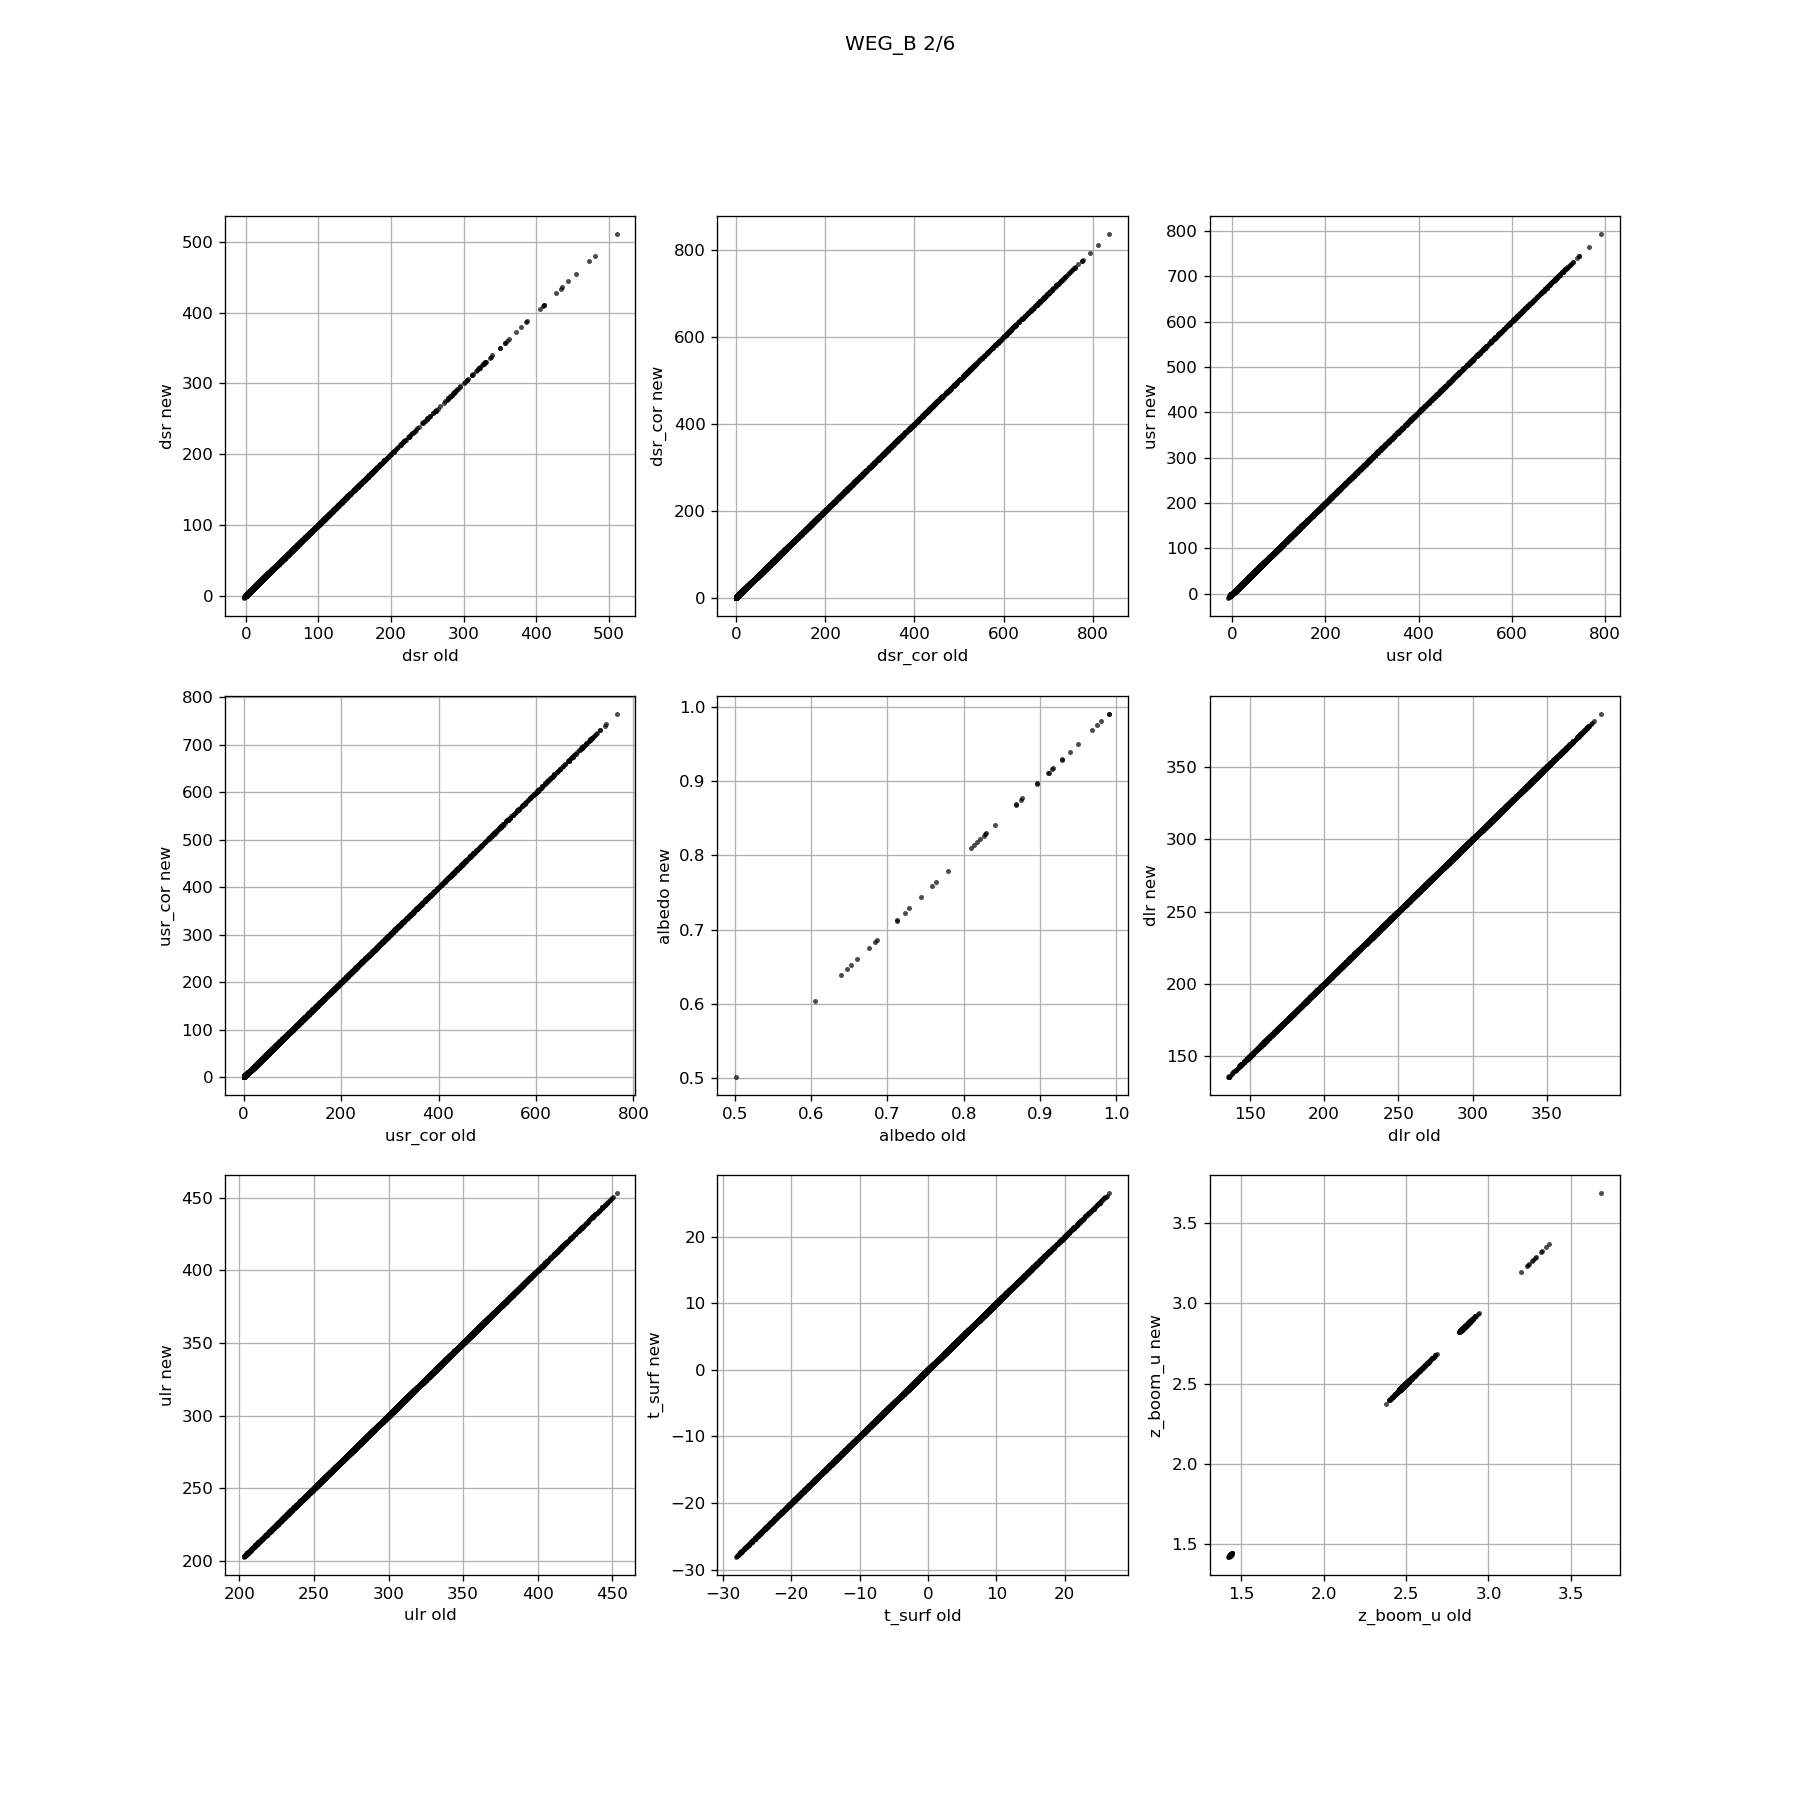 WEG_B 2/6
500
400
300
200
100
0
dsr new
0 100 200 300 400 500
dsr old
800
600
400
200
0
dsr_cor new
0 200 400 600 800
dsr_cor old
800
700
600
500
400
300
200
100
0
usr new
0 200 400 600 800
usr old
800
700
600
500
400
300
200
100
0
usr_cor new
0 200 400 600 800
usr_cor old
1.0
0.9
0.8
0.7
0.6
0.5
albedo new
0.5 0.6 0.7 0.8 0.9 1.0
albedo old
350
300
250
200
150
dlr new
150 200 250 300 350
dlr old
450
400
350
300
250
200
ulr new
200 250 300 350 400 450
ulr old
20
10
0
−10
−20
−30
t_surf new
−30 −20 −10 0 10 20
t_surf old
3.5
3.0
2.5
2.0
1.5
z_boom_u new
1.5 2.0 2.5 3.0 3.5
z_boom_u old